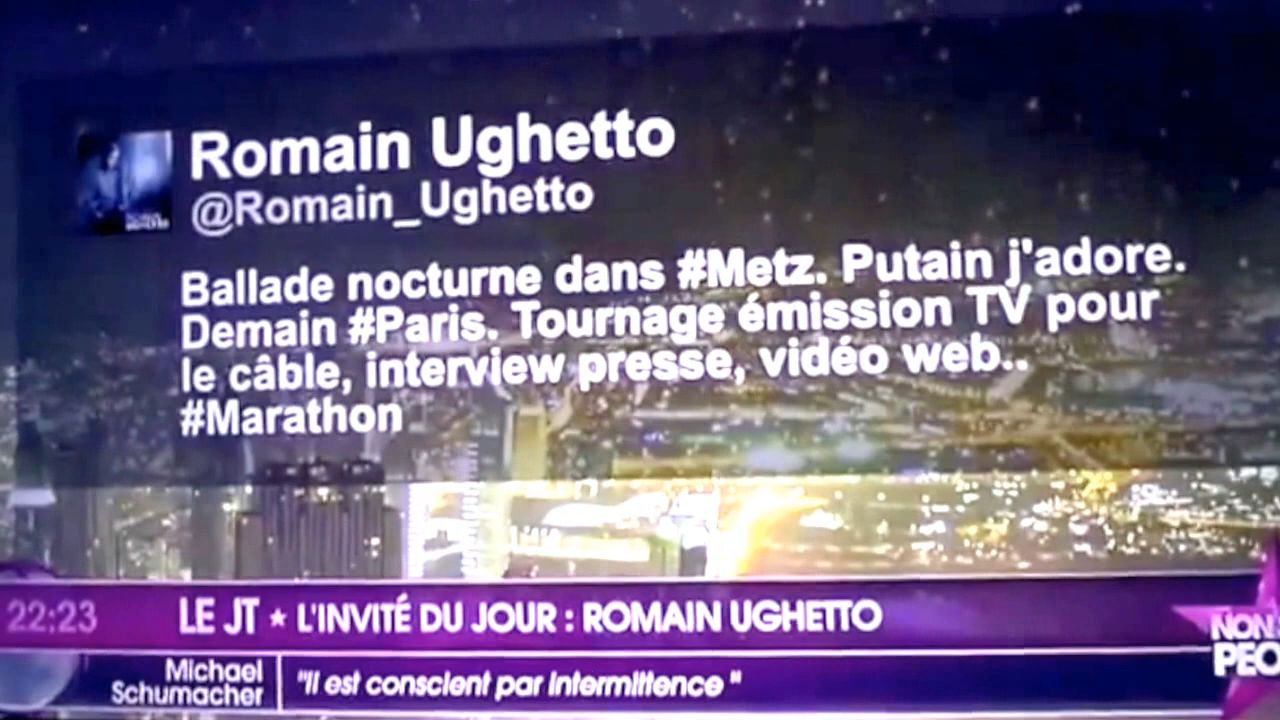 Romain Ughetto
@Romain_Ughetto
Ballade nocturne dans #Metz. Putain j'adore.
Demain #Paris. Tournage émission TV pour
le câble, interview presse, vidéo web..
#Marathon
22:23 LE JT ★ L'INVITÉ DU JOUR : ROMAIN UGHETTO
NON
PEO
Michael
Schumacher
"Il est conscient par intermittence "